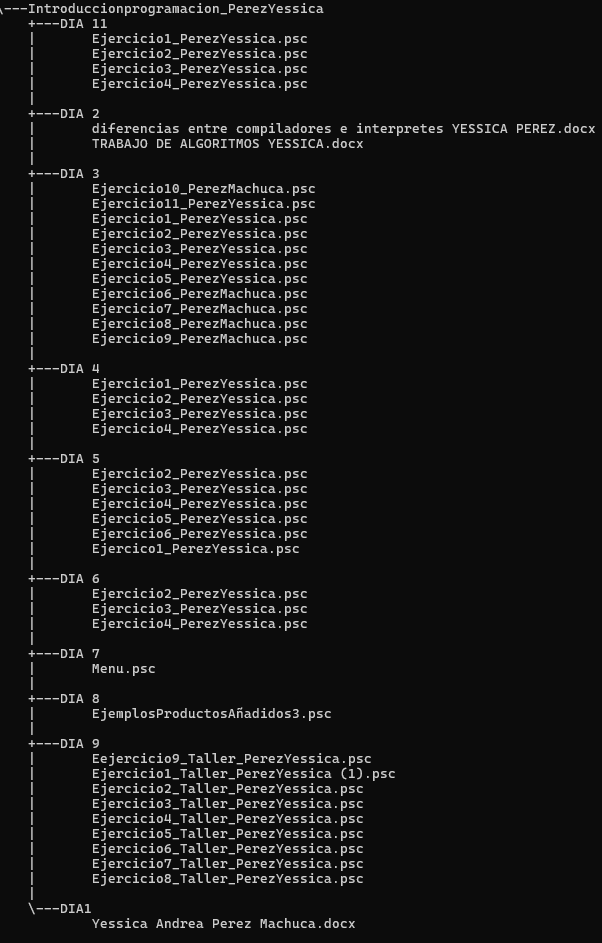 \---Introduccionprogramacion_PerezYessica
+---DIA 11
|       Ejercicio1_PerezYessica.psc
|       Ejercicio2_PerezYessica.psc
|       Ejercicio3_PerezYessica.psc
|       Ejercicio4_PerezYessica.psc
|
+---DIA 2
|       diferencias entre compiladores e interpretes YESSICA PEREZ.docx
|       TRABAJO DE ALGORITMOS YESSICA.docx
|
+---DIA 3
|       Ejercicio10_PerezMachuca.psc
|       Ejercicio11_PerezYessica.psc
|       Ejercicio1_PerezYessica.psc
|       Ejercicio2_PerezYessica.psc
|       Ejercicio3_PerezYessica.psc
|       Ejercicio4_PerezYessica.psc
|       Ejercicio5_PerezYessica.psc
|       Ejercicio6_PerezMachuca.psc
|       Ejercicio7_PerezMachuca.psc
|       Ejercicio8_PerezMachuca.psc
|       Ejercicio9_PerezMachuca.psc
|
+---DIA 4
|       Ejercicio1_PerezYessica.psc
|       Ejercicio2_PerezYessica.psc
|       Ejercicio3_PerezYessica.psc
|       Ejercicio4_PerezYessica.psc
|
+---DIA 5
|       Ejercicio2_PerezYessica.psc
|       Ejercicio3_PerezYessica.psc
|       Ejercicio4_PerezYessica.psc
|       Ejercicio5_PerezYessica.psc
|       Ejercicio6_PerezYessica.psc
|       Ejercico1_PerezYessica.psc
|
+---DIA 6
|       Ejercicio2_PerezYessica.psc
|       Ejercicio3_PerezYessica.psc
|       Ejercicio4_PerezYessica.psc
|
+---DIA 7
|       Menu.psc
|
+---DIA 8
|       EjemplosProductosAñadidos3.psc
|
+---DIA 9
|       Eejercicio9_Taller_PerezYessica.psc
|       Ejercicio1_Taller_PerezYessica (1).psc
|       Ejercicio2_Taller_PerezYessica.psc
|       Ejercicio3_Taller_PerezYessica.psc
|       Ejercicio4_Taller_PerezYessica.psc
|       Ejercicio5_Taller_PerezYessica.psc
|       Ejercicio6_Taller_PerezYessica.psc
|       Ejercicio7_Taller_PerezYessica.psc
|       Ejercicio8_Taller_PerezYessica.psc
|
\---DIA1
        Yessica Andrea Perez Machuca.docx